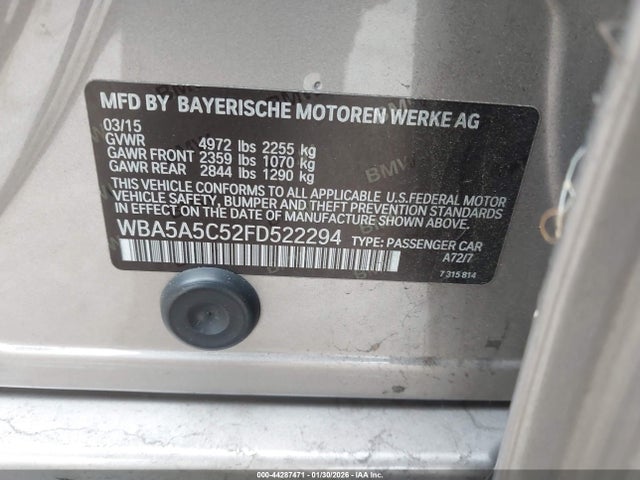 MFD BY BAYERISCHE MOTOREN WERKE AG
03/15
GVWR 4972 lbs 2255 kg
GAWR FRONT 2359 lbs 1070 kg
GAWR REAR 2844 lbs 1290 kg
THIS VEHICLE CONFORMS TO ALL APPLICABLE U.S.FEDERAL MOTOR
VEHICLE SAFETY, BUMPER AND THEFT PREVENTION STANDARDS IN
EFFECT ON THE DATE OF MANUFACTURE SHOWN ABOVE.
WBA5A5C52FD522294 TYPE: PASSENGER CAR
A72/7
7 315 814
000-44287471 - 01/30/2026 - IAA Inc.